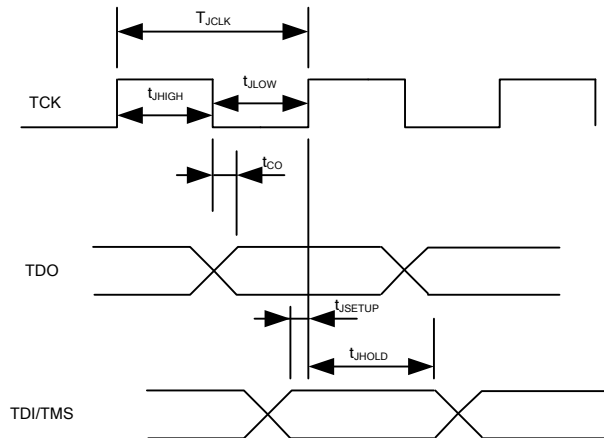 TJCLK
tJHIGH
tJLOW
TCK
tCO
TDO
tJSETUP
tJHOLD
TDI/TMS